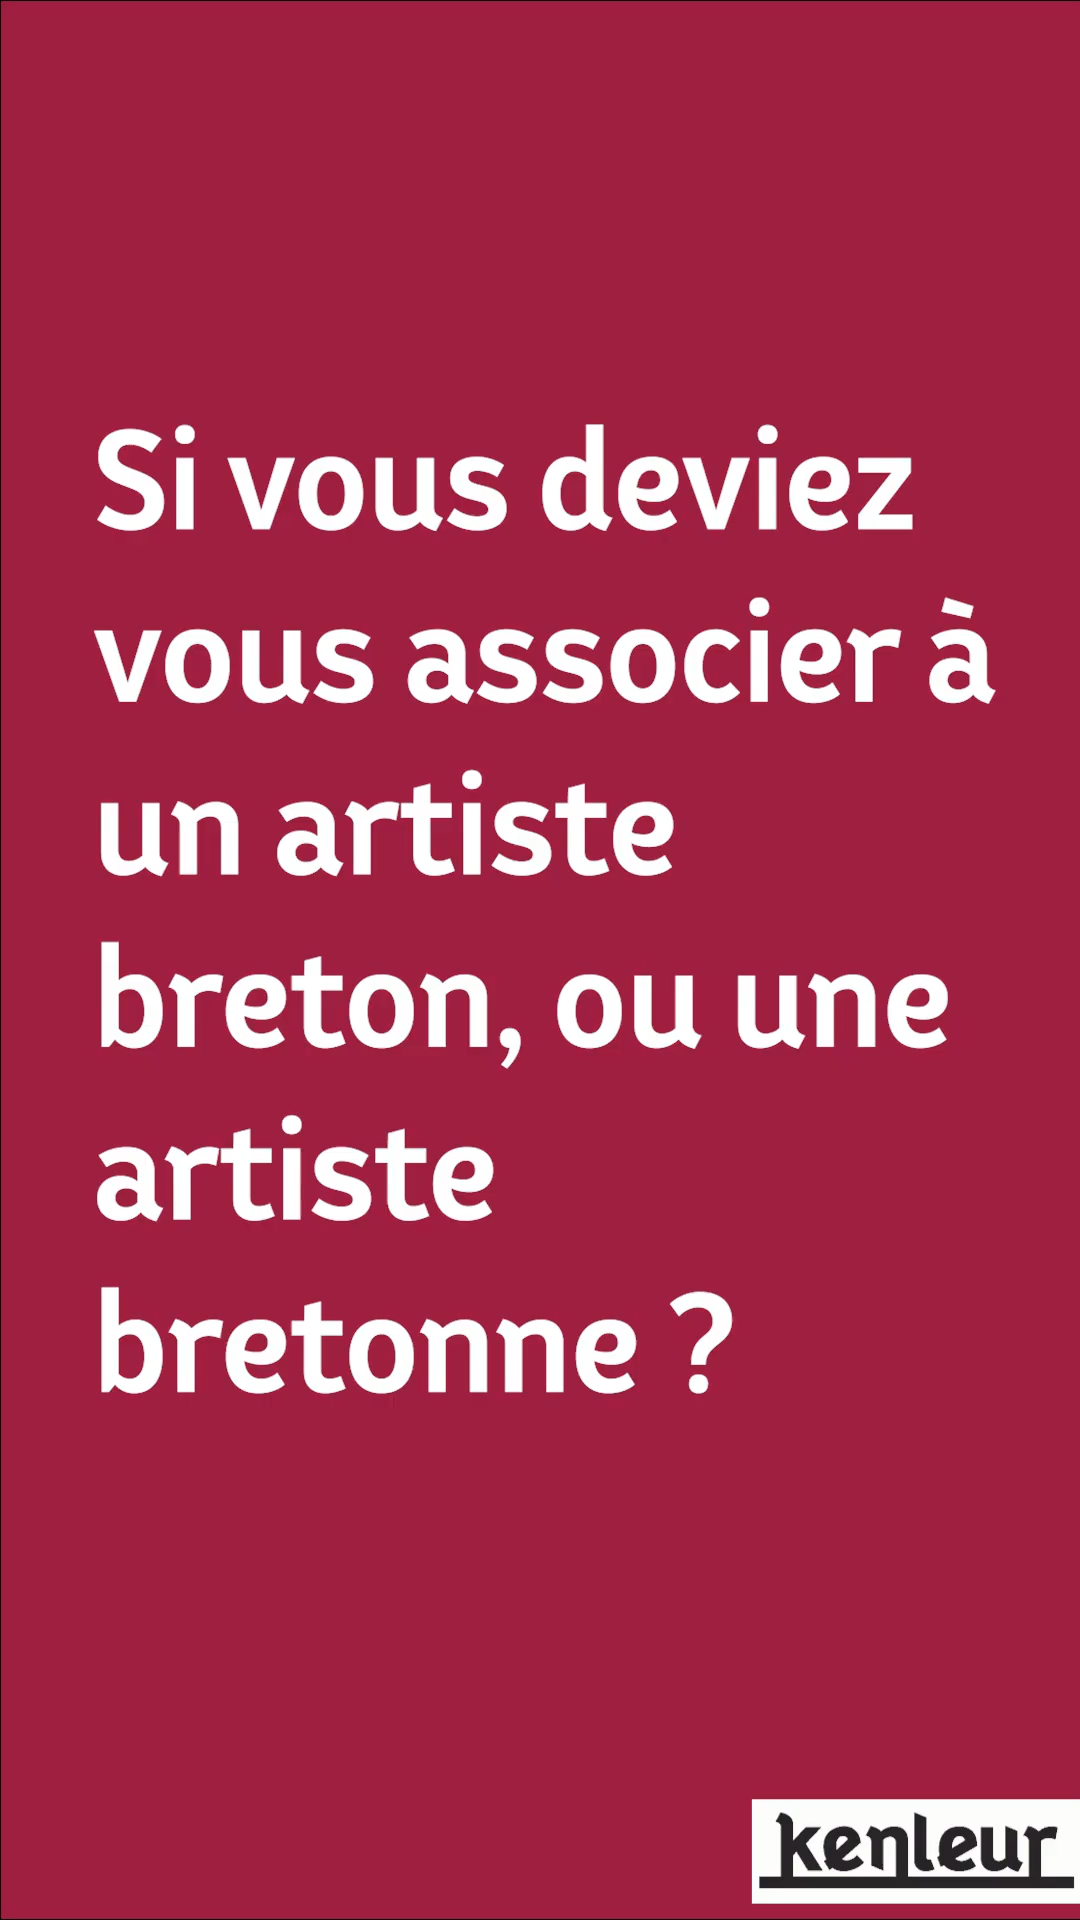 Si vous deviez
vous associer à
un artiste
breton, ou une
artiste
bretonne ?
kenleur